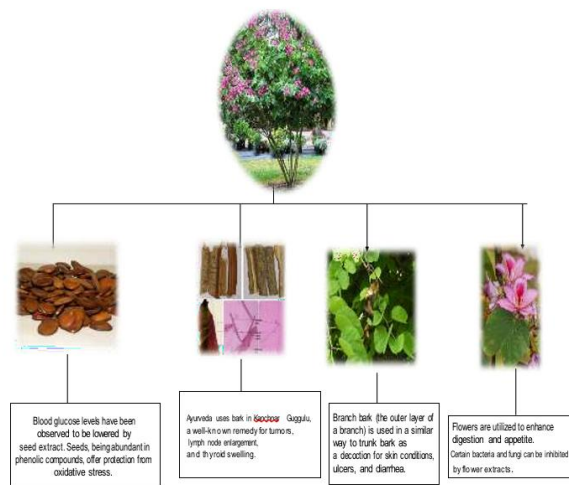 Blood glucose levels have been
observed to be lowered by
seed extract. Seeds, being abundant in
phenolic compounds, offer protection from
oxidative stress.
Ayurveda uses bark in Kanchnar Guggulu,
a well-known remedy for tumors,
lymph node enlargement,
and thyroid swelling.
Branch bark (the outer layer of
a branch) is used in a similar
way to trunk bark as
a decoction for skin conditions,
ulcers, and diarrhea.
Flowers are utilized to enhance
digestion and appetite.
Certain bacteria and fungi can be inhibited
by flower extracts.